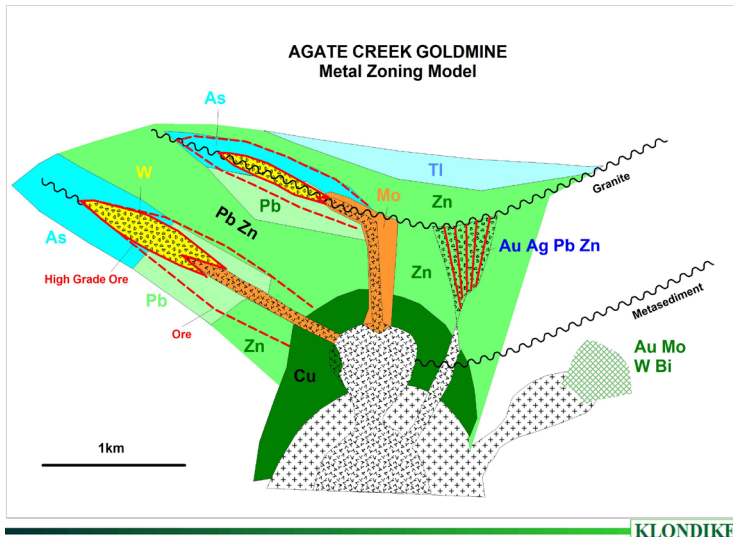 AGATE CREEK GOLDMINE
Metal Zoning Model
As
Tl
W
Mo
Pb
Zn
Granite
Pb Zn
As
Au Ag Pb Zn
High Grade Ore
Pb
Zn
Metasediment
Ore
Zn
Au Mo
W Bi
Cu
1km
KLONDIKE